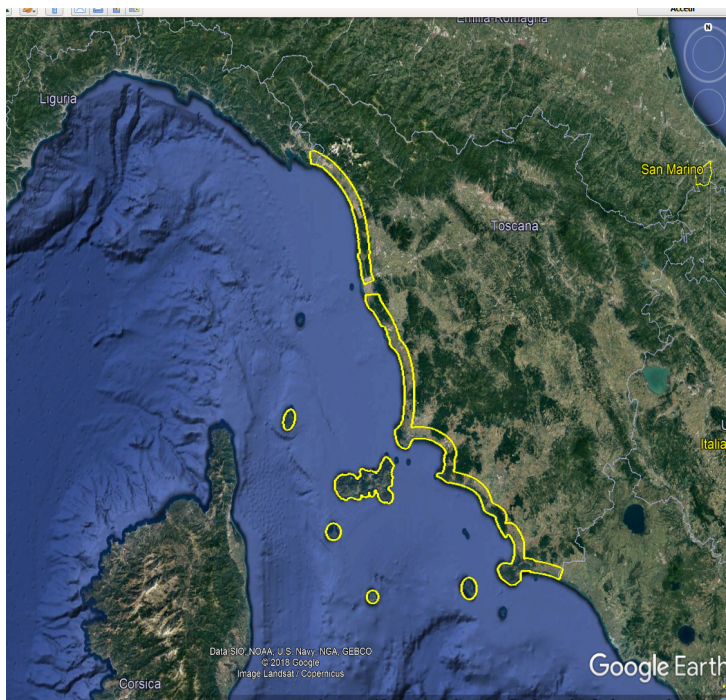 Acceui
Emilia-Romagna
Liguria
San Marino
Toscana
N
Italia
Data SIO, NOAA, U.S. Navy, NGA, GEBCO
© 2018 Google
Image Landsat / Copernicus
Google Earth
Corsica